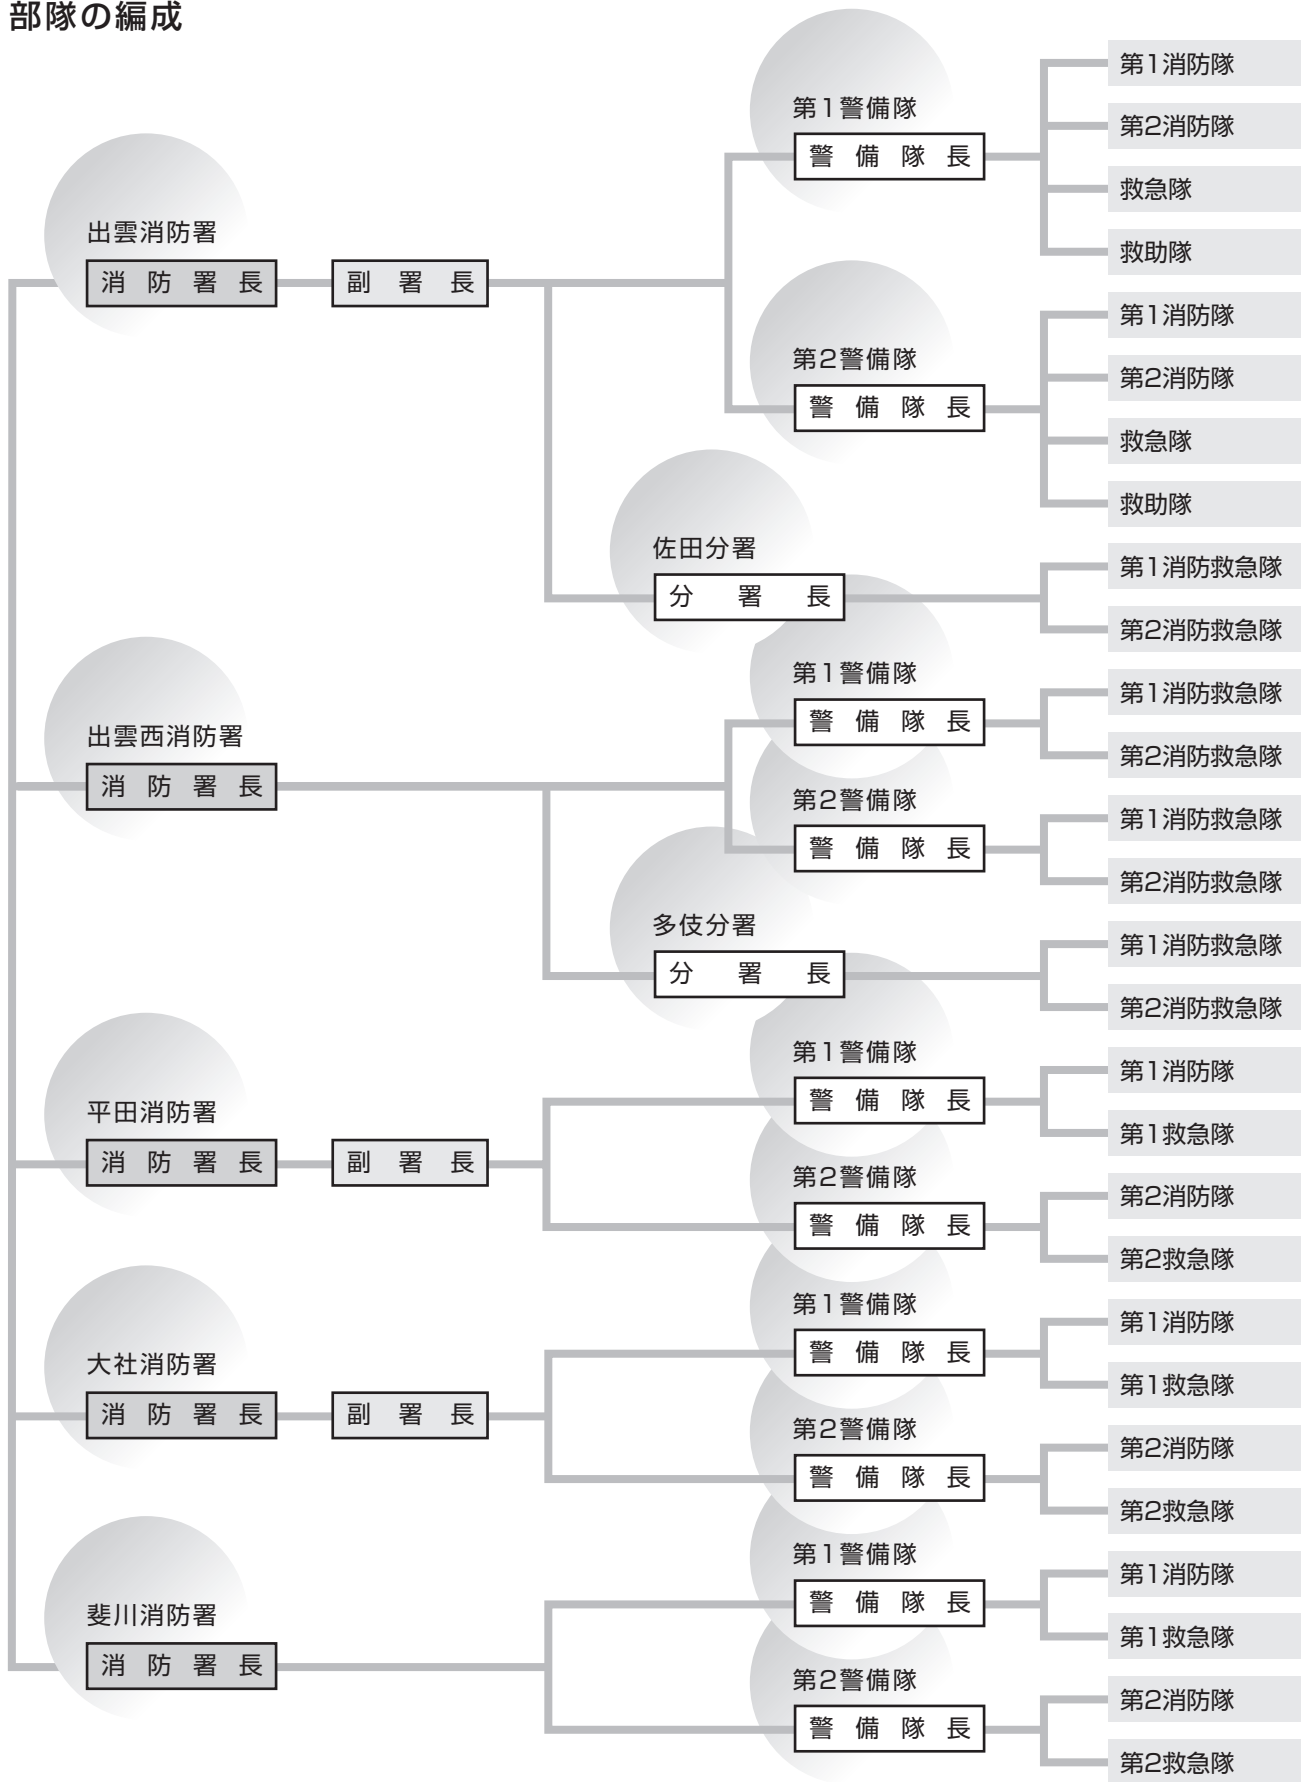 部隊の編成
出雲消防署
消防署長
副署長
第1警備隊
警備隊長
第1消防隊
第2消防隊
救急隊
救助隊
第2警備隊
警備隊長
第1消防隊
第2消防隊
救急隊
救助隊
佐田分署
分署長
第1消防救急隊
第2消防救急隊
出雲西消防署
消防署長
第1警備隊
警備隊長
第1消防救急隊
第2消防救急隊
第2警備隊
警備隊長
第1消防救急隊
第2消防救急隊
多伎分署
分署長
第1消防救急隊
第2消防救急隊
平田消防署
消防署長
副署長
第1警備隊
警備隊長
第1消防隊
第1救急隊
第2警備隊
警備隊長
第2消防隊
第2救急隊
大社消防署
消防署長
副署長
第1警備隊
警備隊長
第1消防隊
第1救急隊
第2警備隊
警備隊長
第2消防隊
第2救急隊
斐川消防署
消防署長
第1警備隊
警備隊長
第1消防隊
第1救急隊
第2警備隊
警備隊長
第2消防隊
第2救急隊